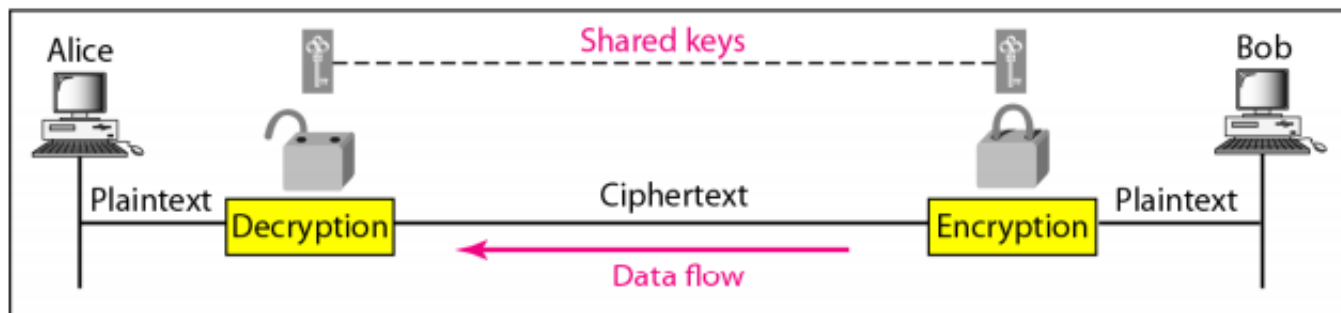 Shared keys
Alice
Bob
Plaintext
Decryption
Ciphertext
Encryption
Plaintext
Data flow